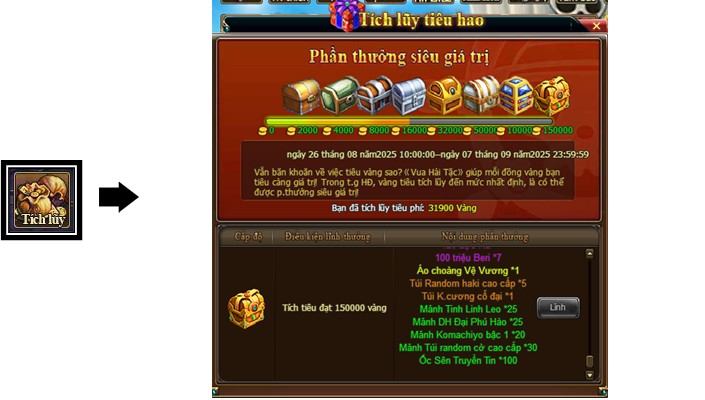 Tích lũy tiêu hao
Phần thưởng siêu giá trị
0 2000 4000 8000 16000 32000 50000 100000 150000
ngày 26 tháng 08 năm2025 10:00:00--ngày 07 tháng 09 năm2025 23:59:59
Vẫn băn khoăn về việc tiêu vàng sao? 《Vua Hải Tặc》 giúp mỗi đồng vàng bạn
tiêu càng giá trị! Trong t.g HĐ, vàng tiêu tích lũy đến mức nhất định, là có thể
được p.thưởng siêu giá trị!
Bạn đã tích lũy tiêu phí: 31900 Vàng
Tích lũy
Cấp độ Điều kiện lĩnh thưởng Nội dung phần thưởng
100 triệu Beri *7
Áo choàng Vệ Vương *1
Túi Random haki cao cấp *5
Túi K.cương cổ đại *1
Mảnh Tinh Linh Leo *25
Tích tiêu đạt 150000 vàng
Lĩnh
Mảnh DH Đại Phú Hào *25
Mảnh Komachiyo bậc 1 *20
Mảnh Túi random cờ cao cấp *30
Ốc Sên Truyền Tin *100